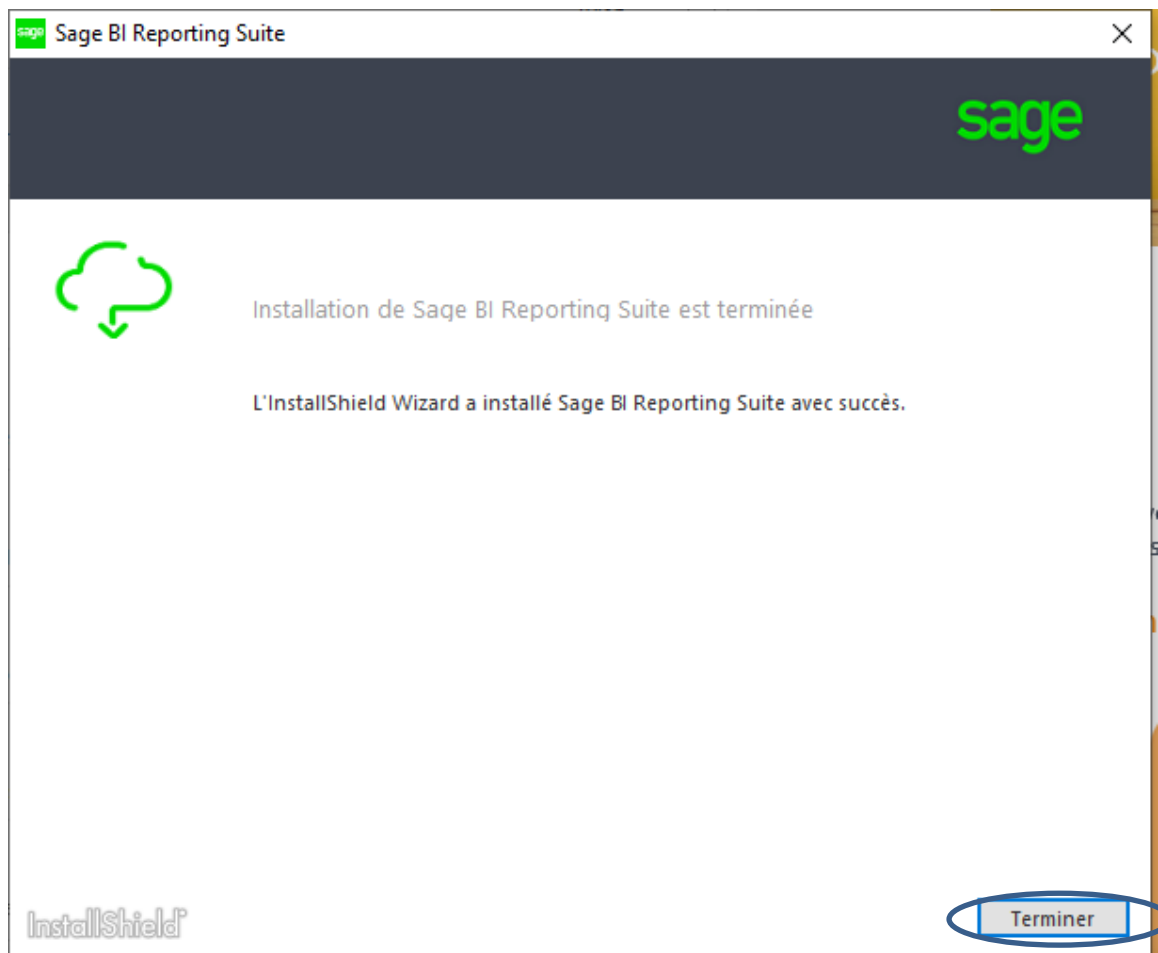 sage Sage BI Reporting Suite
sage
Installation de Sage BI Reporting Suite est terminée
L'InstallShield Wizard a installé Sage BI Reporting Suite avec succès.
InstallShield
Terminer